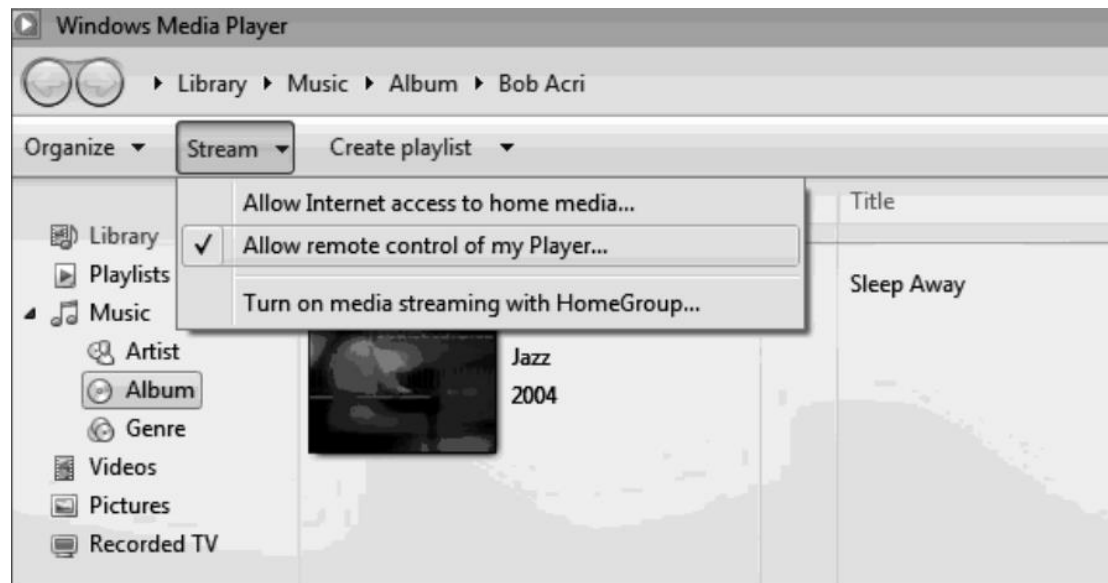 Windows Media Player
Library ▸ Music ▸ Album ▸ Bob Acri
Organize ▾ Stream ▾ Create playlist ▾
Allow Internet access to home media...
✓ Allow remote control of my Player...
Turn on media streaming with HomeGroup...
Library
Playlists
Music
Artist
Album
Genre
Videos
Pictures
Recorded TV
Jazz
2004
Title
Sleep Away